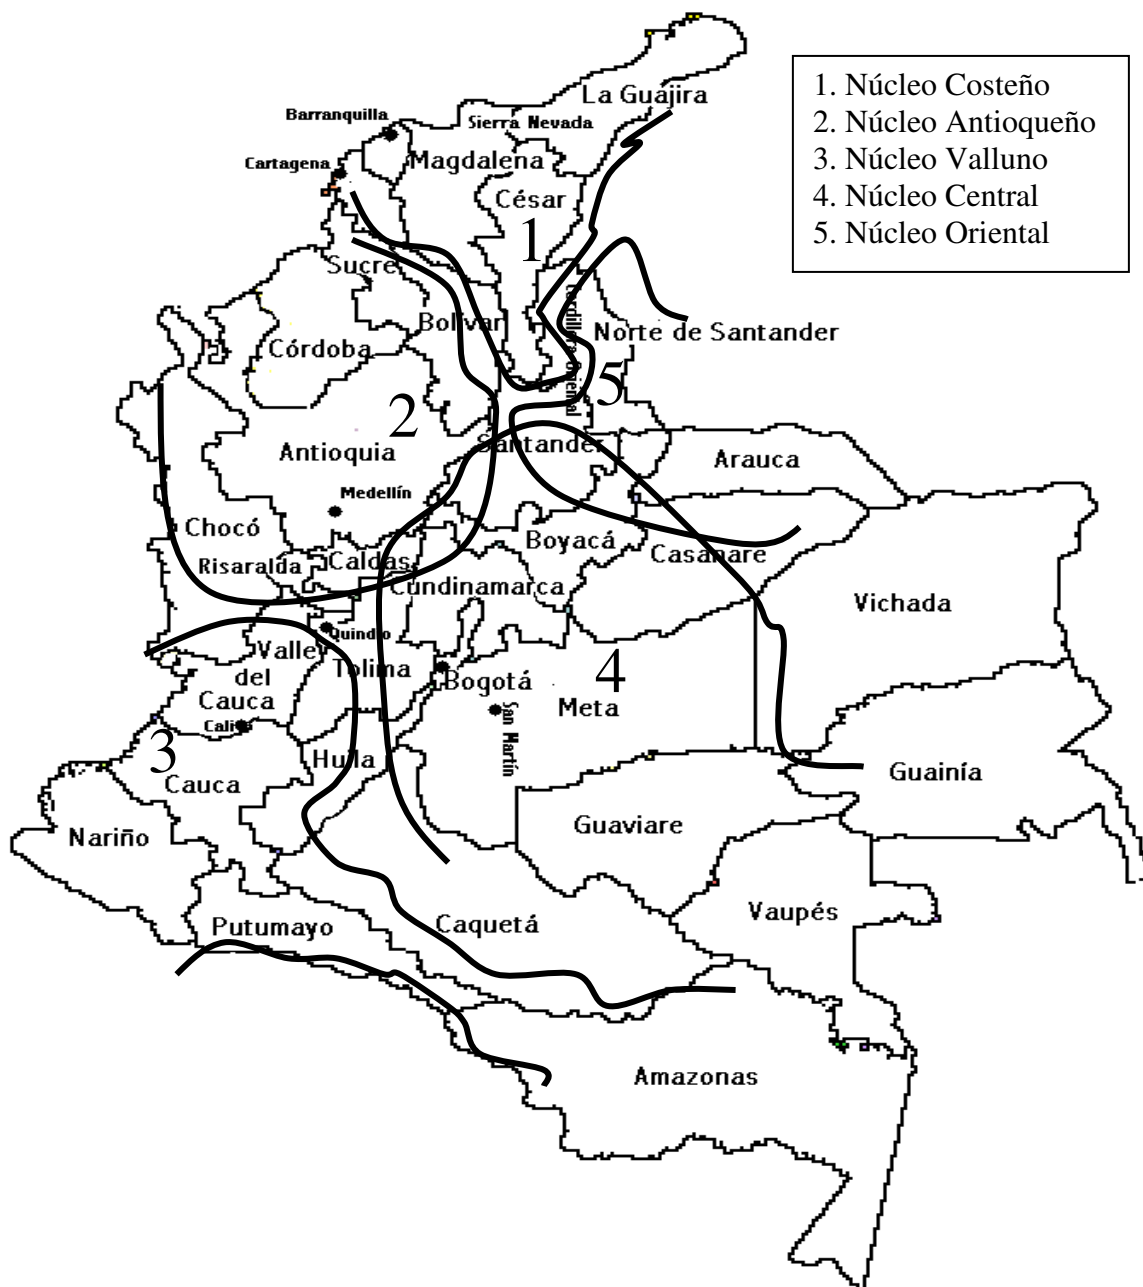 1. Núcleo Costeño
2. Núcleo Antioqueño
3. Núcleo Valluno
4. Núcleo Central
5. Núcleo Oriental
La Guajira
Barranquilla
Sierra Nevada
Cartagena
Magdalena
César
1
Sucre
Cordillera Oriental
Bolívar
Norte de Santander
Córdoba
5
2
Santander
Antioquia
Arauca
Medellín
Chocó
Boyacá
Casanare
Risaralda
Caldas
Cundinamarca
Vichada
Quindio
Valle
del
Cauca
Tolima
Bogotá
4
Meta
San Martín
Cali
3
Huila
Cauca
Guainía
Guaviare
Nariño
Vaupés
Putumayo
Caquetá
Amazonas